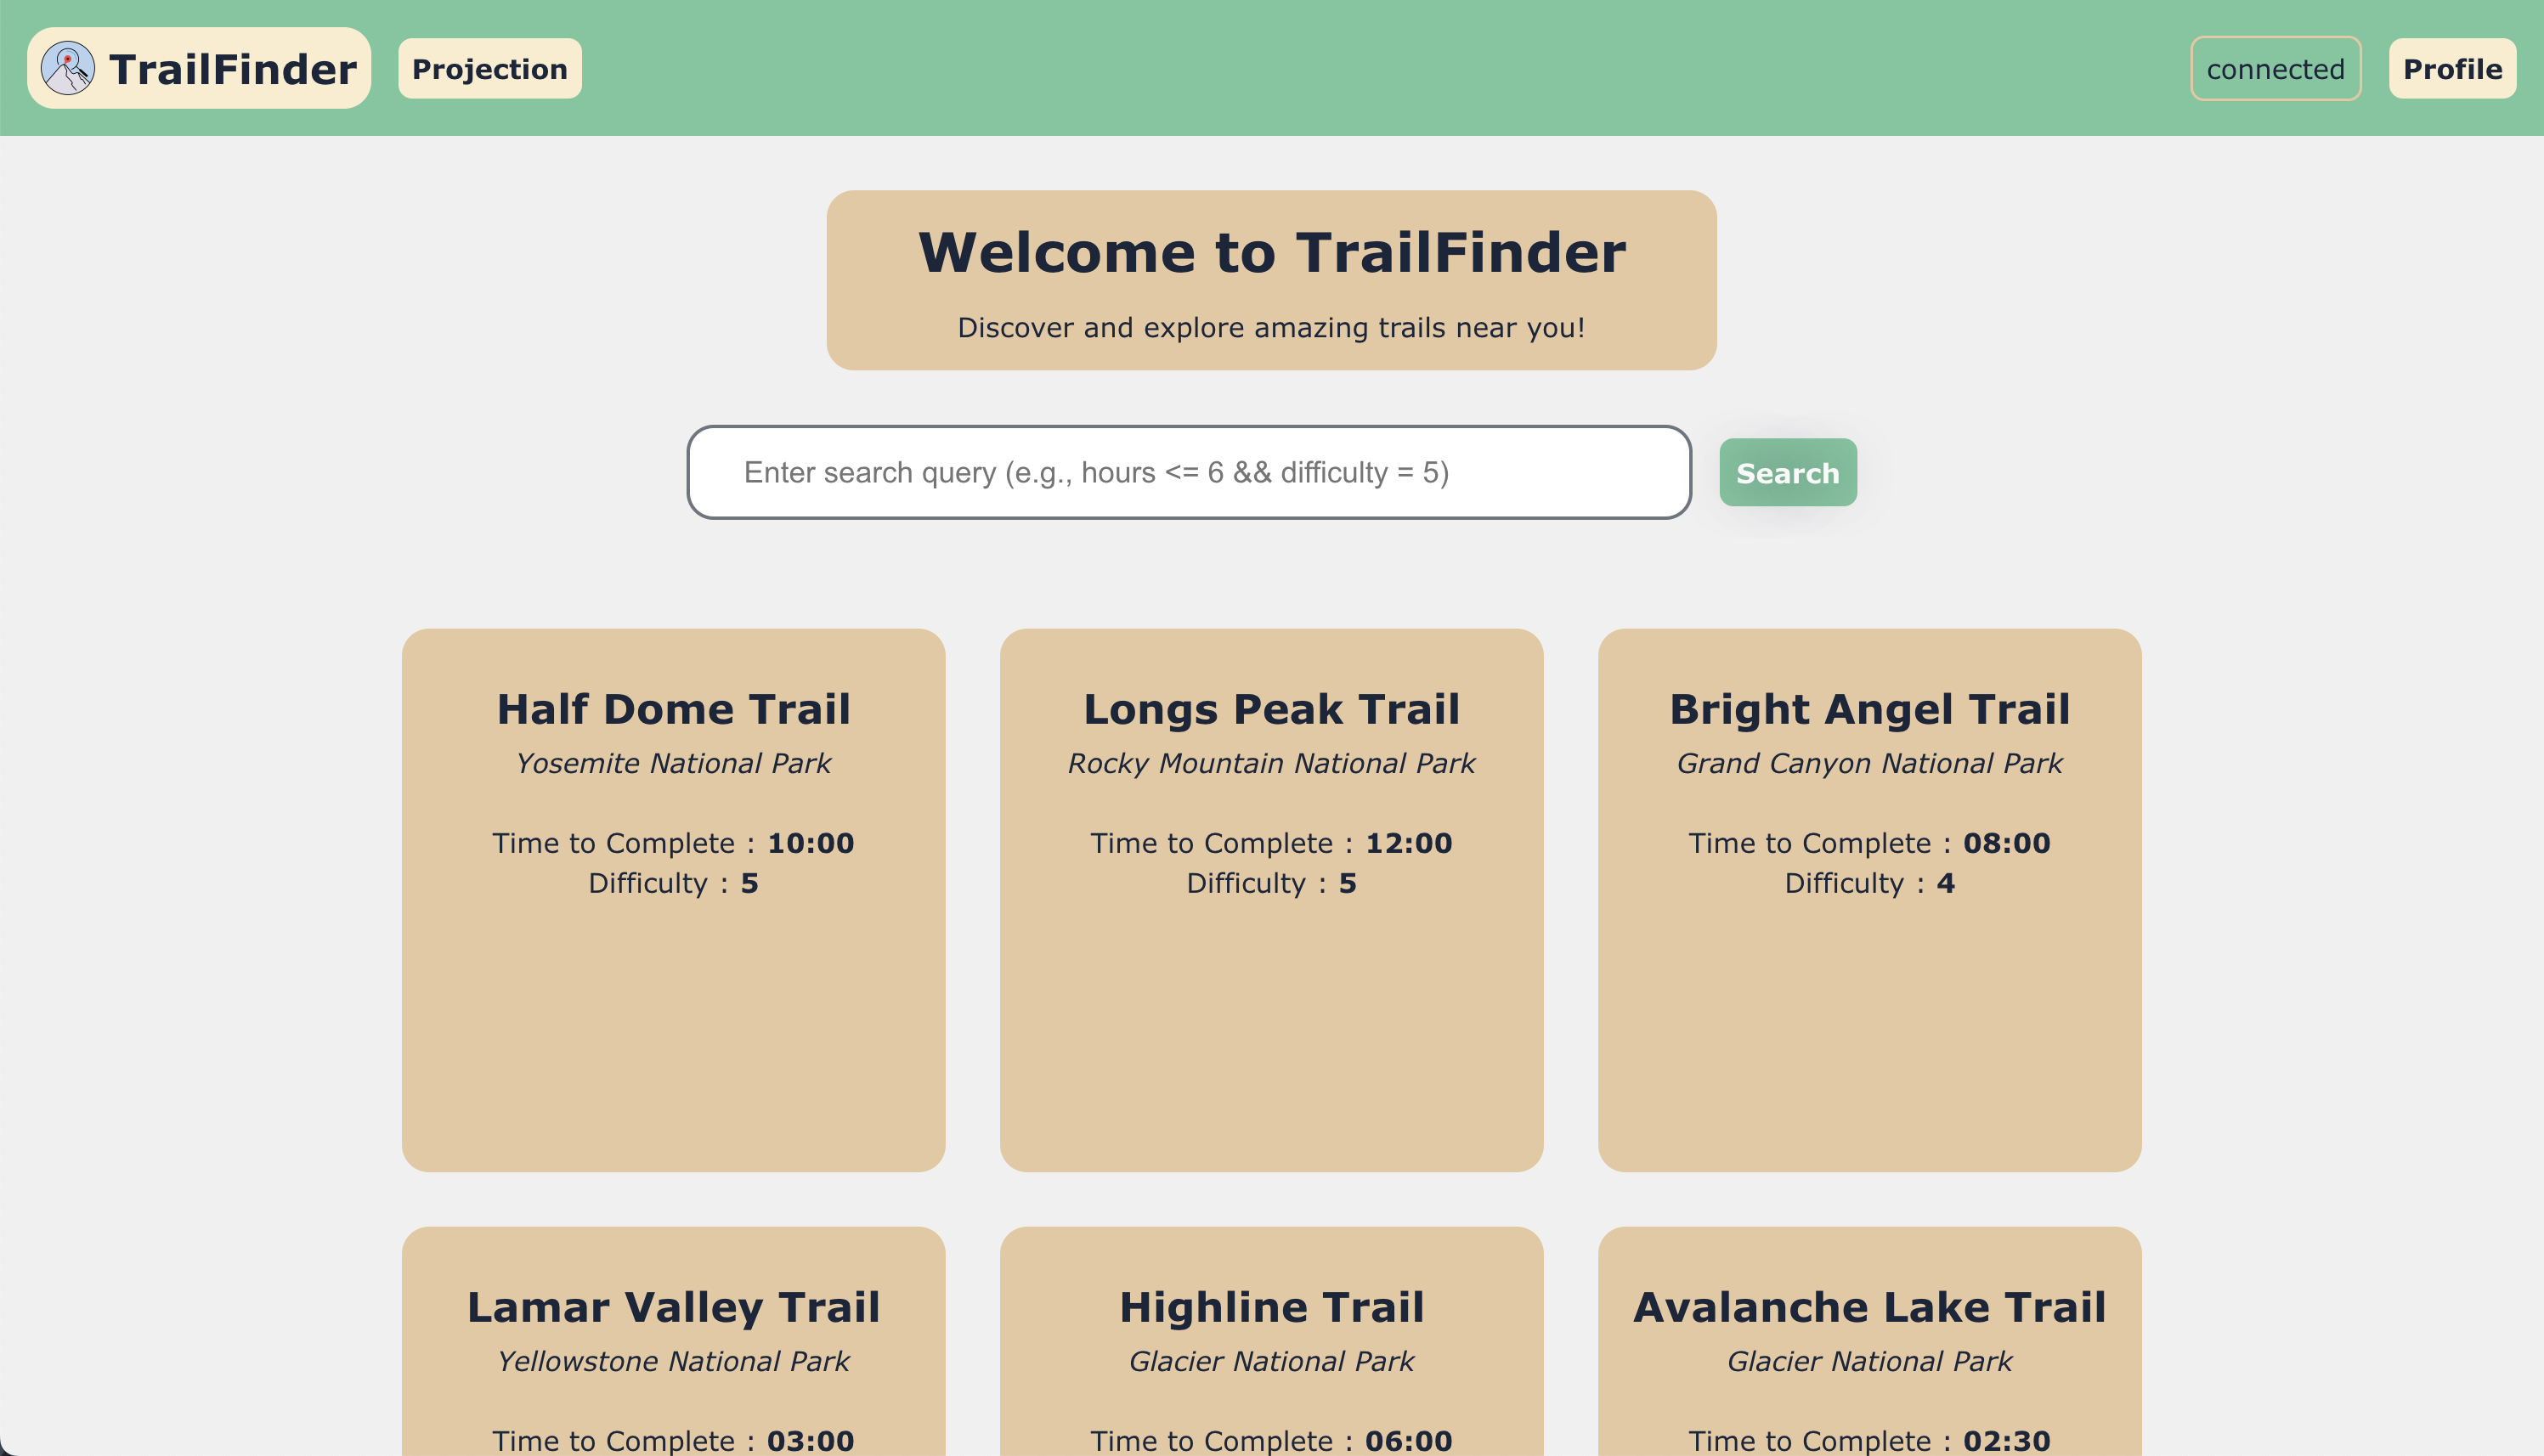 TrailFinder
Projection
connected
Profile
Welcome to TrailFinder
Discover and explore amazing trails near you!
Enter search query (e.g., hours <= 6 && difficulty = 5)
Search
Half Dome Trail
Yosemite National Park
Time to Complete : 10:00
Difficulty : 5
Longs Peak Trail
Rocky Mountain National Park
Time to Complete : 12:00
Difficulty : 5
Bright Angel Trail
Grand Canyon National Park
Time to Complete : 08:00
Difficulty : 4
Lamar Valley Trail
Yellowstone National Park
Time to Complete : 03:00
Highline Trail
Glacier National Park
Time to Complete : 06:00
Avalanche Lake Trail
Glacier National Park
Time to Complete : 02:30